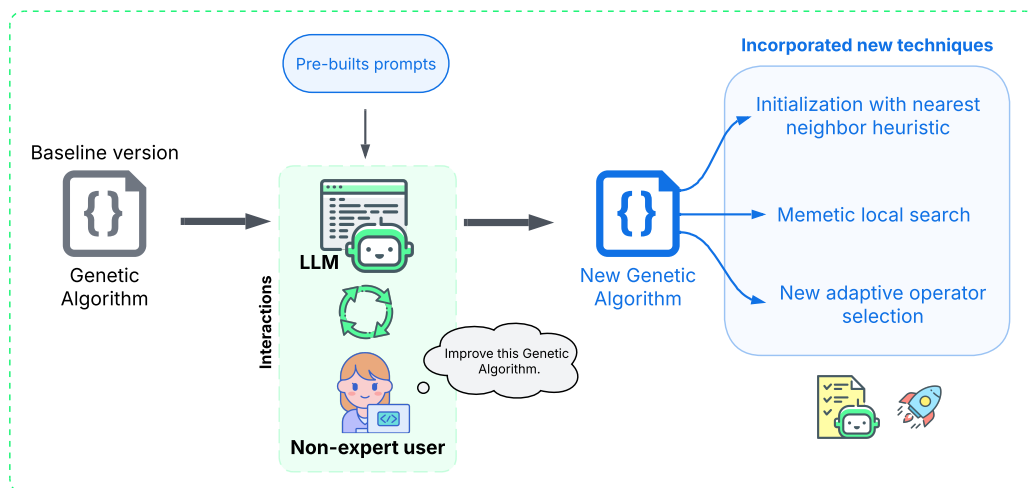 Incorporated new techniques
Pre-builts prompts
Initialization with nearest
neighbor heuristic
Baseline version
{}
Genetic
Algorithm
LLM
Interactions
Improve this Genetic
Algorithm.
</>
Non-expert user
{}
New Genetic
Algorithm
Memetic local search
New adaptive operator
selection